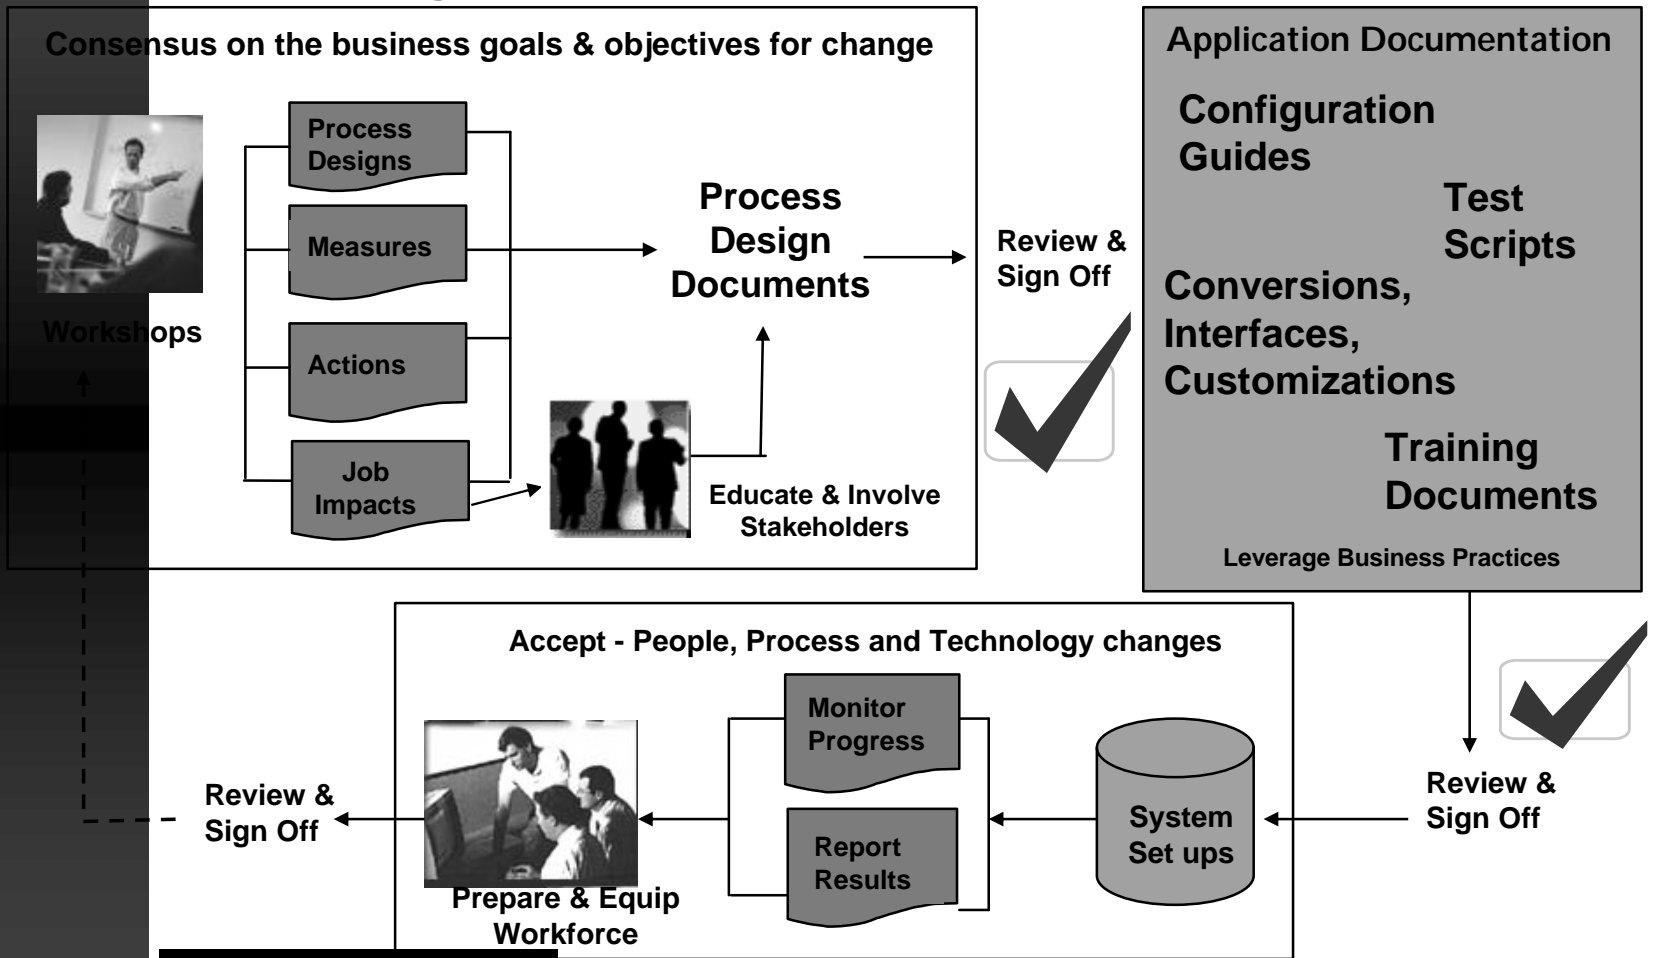 Consensus on the business goals & objectives for change
Process
Designs
Measures
Actions
Job
Impacts
Workshops
Process
Design
Documents
Educate & Involve
Stakeholders
Review &
Sign Off
Application Documentation
Configuration
Guides
Test
Scripts
Conversions,
Interfaces,
Customizations
Training
Documents
Leverage Business Practices
Review &
Sign Off
Accept - People, Process and Technology changes
System
Set ups
Monitor
Progress
Report
Results
Prepare & Equip
Workforce
Review &
Sign Off